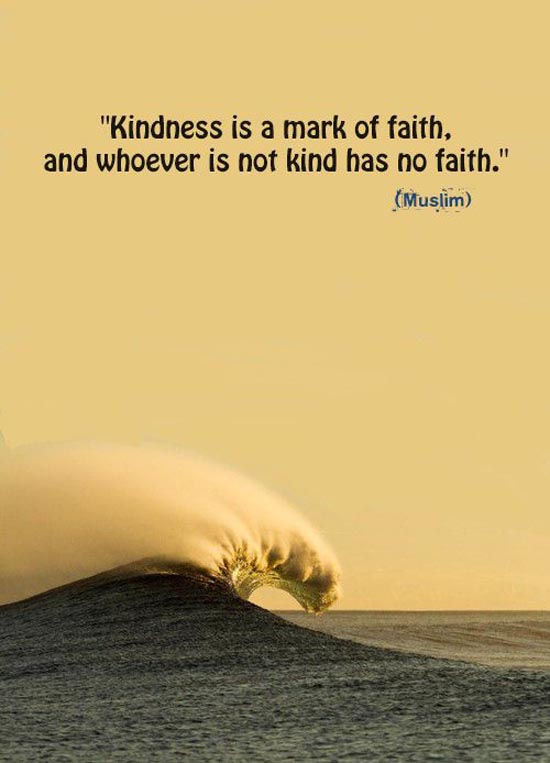 "Kindness is a mark of faith,
and whoever is not kind has no faith."
(Muslim)